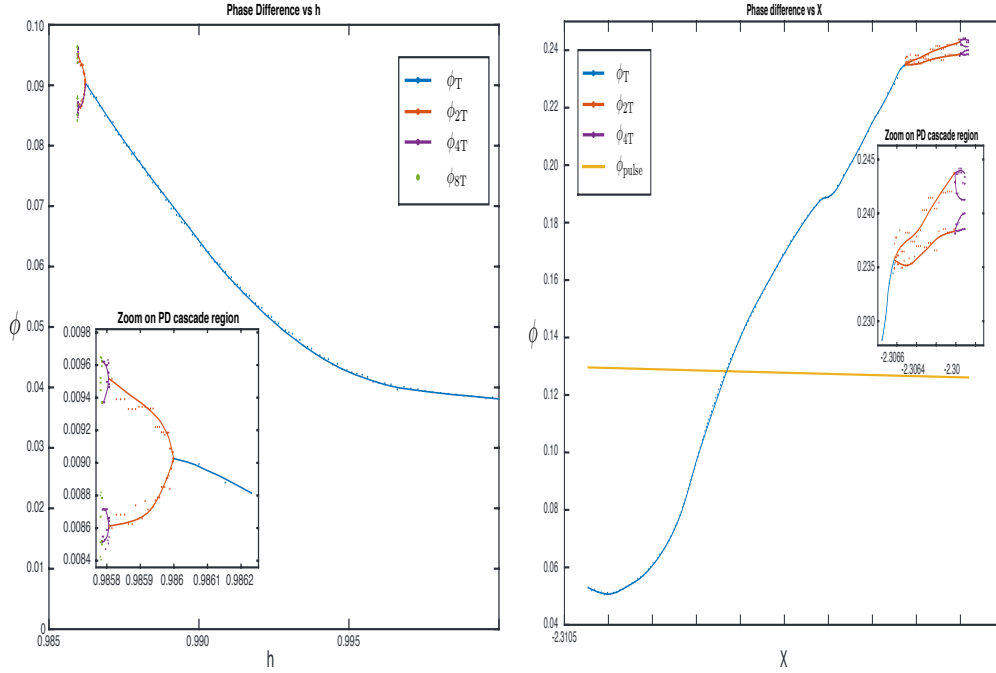 Phase Difference vs h
0.10
0.09
0.08
0.07
0.06
0.05
0.04
0.03
0.02
0.01
0
ϕ
0.985
0.990
0.995
h
ϕT
ϕ2T
ϕ4T
ϕ8T
Zoom on PD cascade region
0.0098
0.0096
0.0094
0.0092
0.0090
0.0088
0.0086
0.0084
0.9858
0.9859
0.986
0.9861
0.9862
Phase difference vs X
0.24
0.22
0.20
0.18
0.16
0.14
0.12
0.10
0.08
0.06
0.04
ϕ
-2.3105
X
ϕT
ϕ2T
ϕ4T
ϕpulse
Zoom on PD cascade region
0.245
0.240
0.235
0.230
-2.3066
-2.3064
-2.30